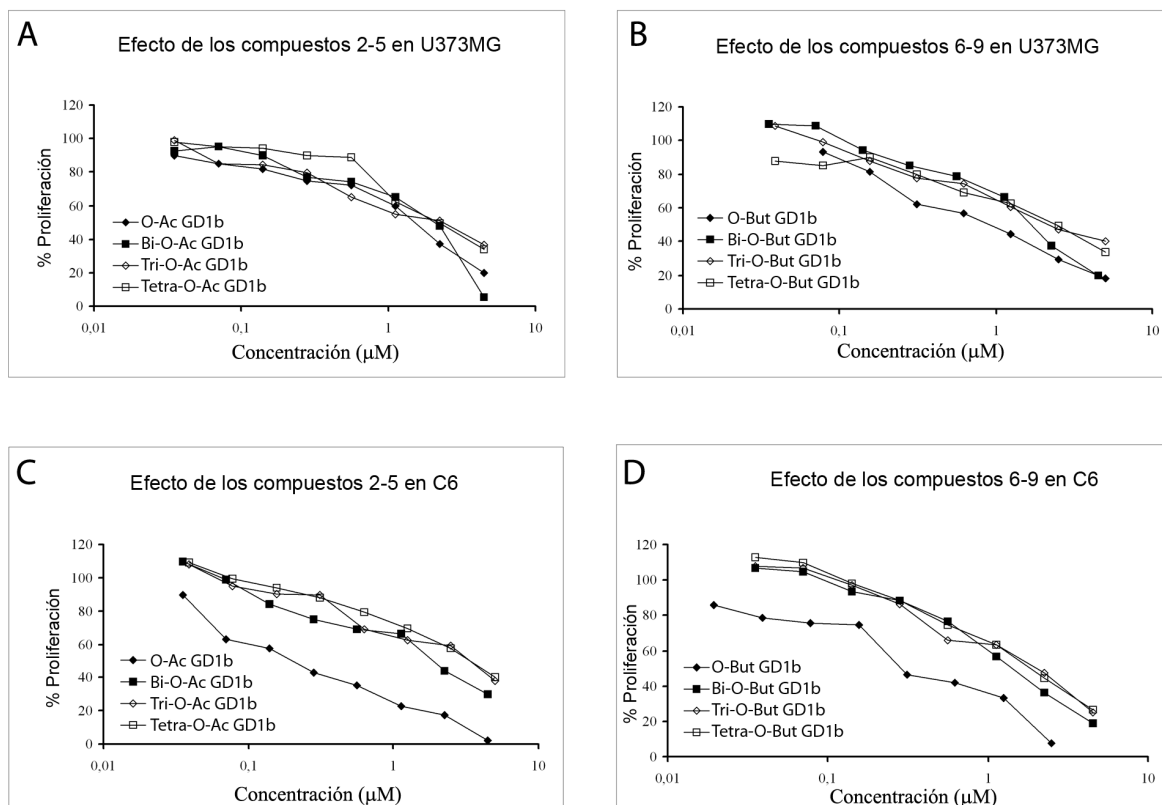 A
Efecto de los compuestos 2-5 en U373MG
% Proliferación
120
100
80
60
40
20
0
O-Ac GD1b
Bi-O-Ac GD1b
Tri-O-Ac GD1b
Tetra-O-Ac GD1b
0,01
0,1
1
10
Concentración (µM)
B
Efecto de los compuestos 6-9 en U373MG
% Proliferación
120
100
80
60
40
20
0
O-But GD1b
Bi-O-But GD1b
Tri-O-But GD1b
Tetra-O-But GD1b
0,01
0,1
1
10
Concentración (µM)
C
Efecto de los compuestos 2-5 en C6
% Proliferación
120
100
80
60
40
20
0
O-Ac GD1b
Bi-O-Ac GD1b
Tri-O-Ac GD1b
Tetra-O-Ac GD1b
0,01
0,1
1
10
Concentración (µM)
D
Efecto de los compuestos 6-9 en C6
% Proliferación
120
100
80
60
40
20
0
O-But GD1b
Bi-O-But GD1b
Tri-O-But GD1b
Tetra-O-But GD1b
0,01
0,1
1
10
Concentración (µM)